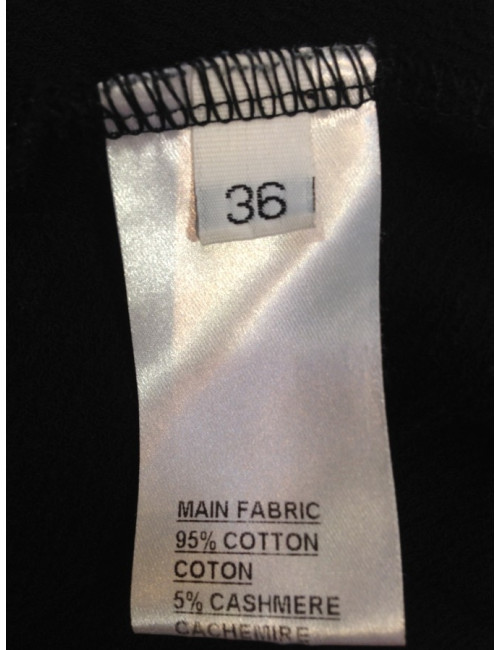 36
MAIN FABRIC
95% COTTON
COTON
5% CASHMERE
CACHEMIRE